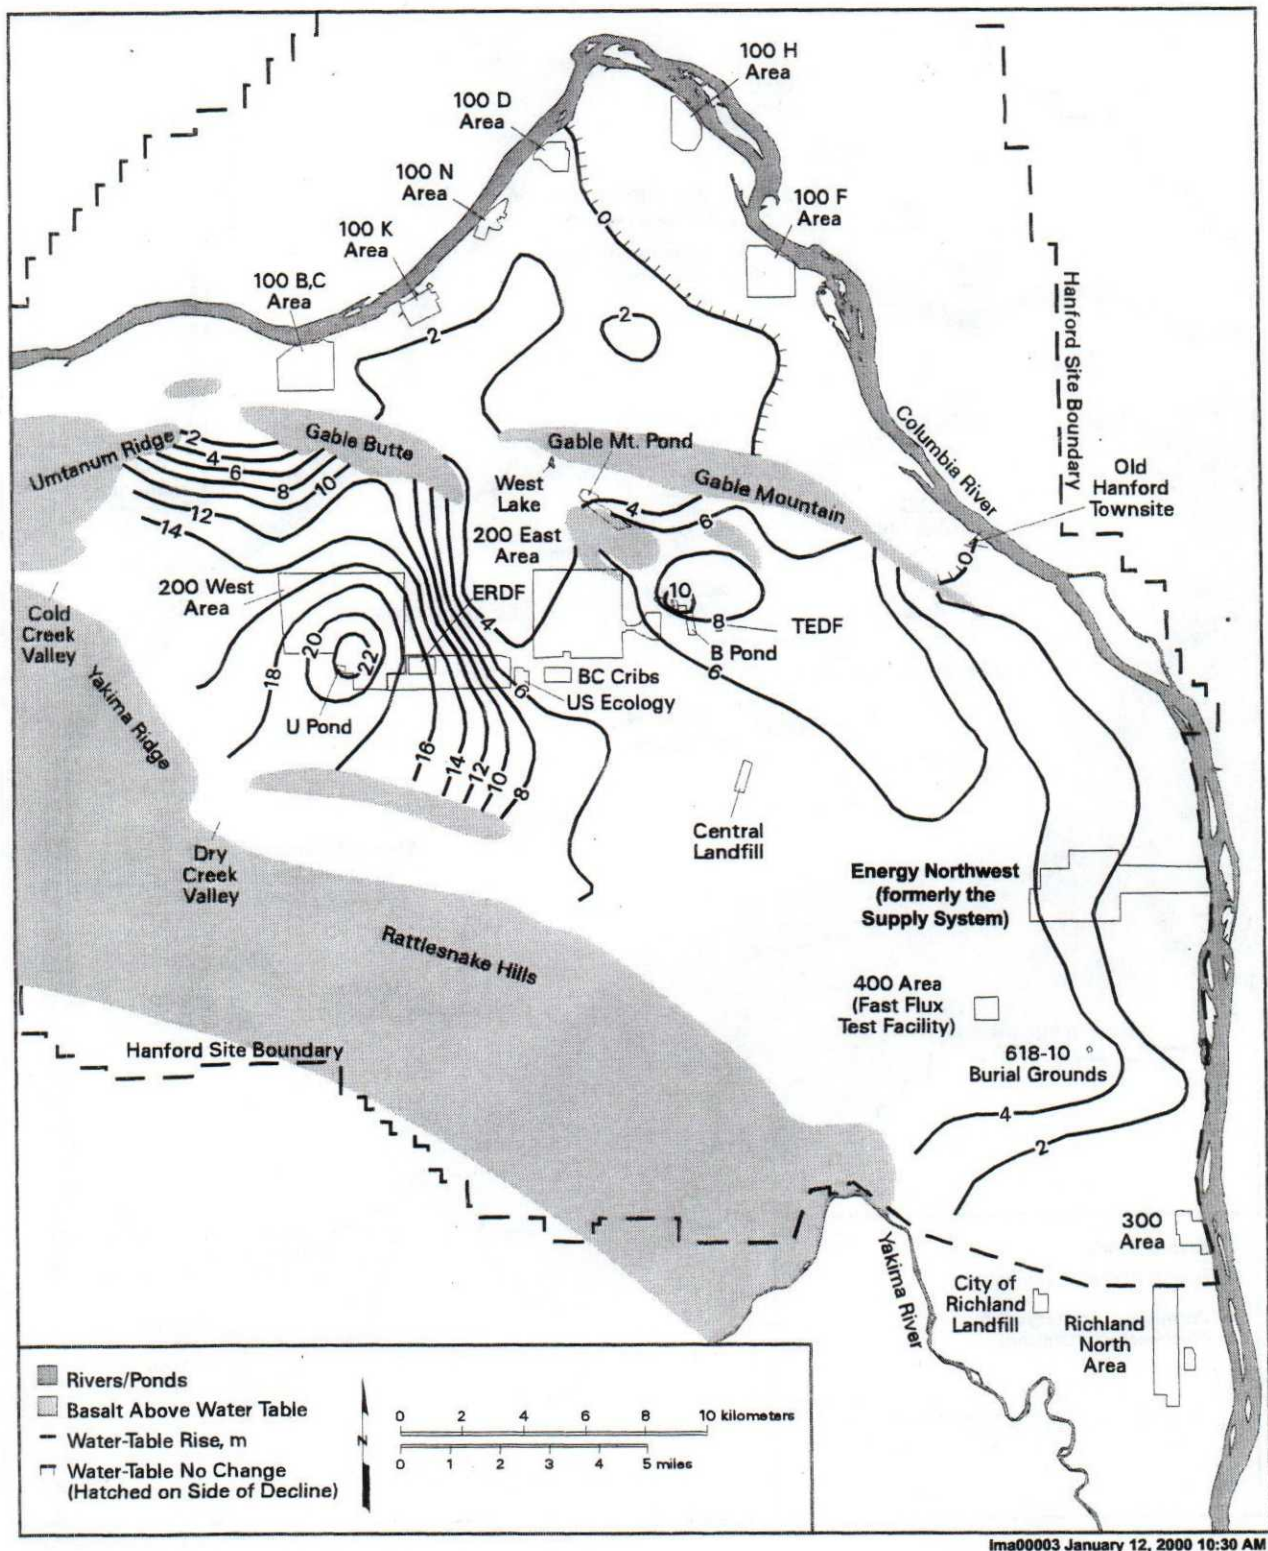 100 H
Area
100 D
Area
100 N
Area
100 F
Area
100 K
Area
100 B,C
Area
0
2
2
Hanford Site Boundary
Columbia River
Umtanum Ridge
Gable Butte
Gable Mt. Pond
Gable Mountain
West
Lake
Old
Hanford
Townsite
2
4
6
8
10
12
14
4
6
0
200 East
Area
200 West
Area
ERDF
10
8
TEDF
B Pond
4
6
6
BC Cribs
US Ecology
Cold
Creek
Valley
Yakima Ridge
18
20
22
U Pond
16
14
12
10
8
Central
Landfill
Dry
Creek
Valley
Energy Northwest
(formerly the
Supply System)
Rattlesnake Hills
400 Area
(Fast Flux
Test Facility)
618-10
Burial Grounds
Hanford Site Boundary
4
2
300
Area
Yakima River
City of
Richland
Landfill
Richland
North
Area
Rivers/Ponds
Basalt Above Water Table
Water-Table Rise, m
Water-Table No Change
(Hatched on Side of Decline)
N
0 2 4 6 8 10 kilometers
0 1 2 3 4 5 miles
lma00003 January 12, 2000 10:30 AM